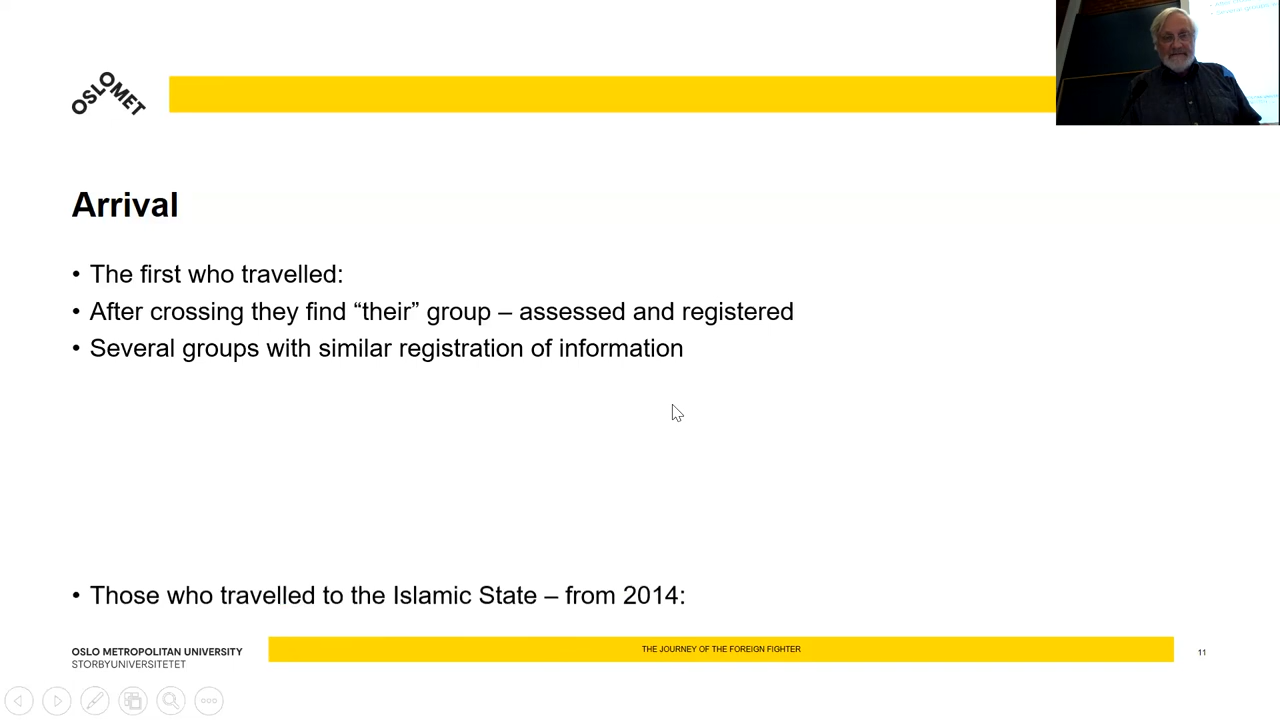 OSLOMET
Arrival
• The first who travelled:
• After crossing they find “their” group – assessed and registered
• Several groups with similar registration of information
• Those who travelled to the Islamic State – from 2014:
OSLO METROPOLITAN UNIVERSITY
STORBYUNIVERSITETET
THE JOURNEY OF THE FOREIGN FIGHTER
11